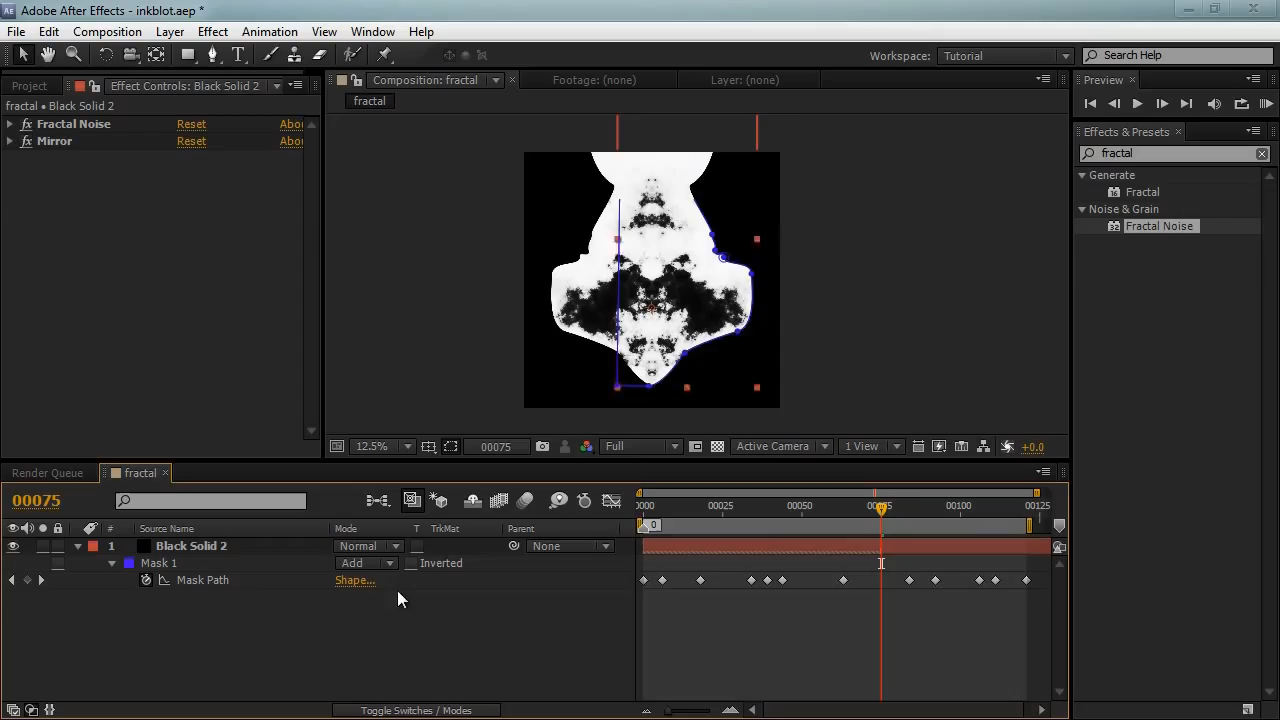 Adobe After Effects - inkblot.aep *
File Edit Composition Layer Effect Animation View Window Help
Workspace: Tutorial Search Help
Project Effect Controls: Black Solid 2 Composition: fractal Footage: (none) Layer: (none) Preview
fractal • Black Solid 2 fractal
fx Fractal Noise Reset Abou
fx Mirror Reset Abou
Effects & Presets
fractal
Generate
Fractal
Noise & Grain
32 Fractal Noise
12.5% 00075 Full Active Camera 1 View +0.0
Render Queue fractal
00075 0000 00025 00050 00100 00125
0
# Source Name Mode T TrkMat Parent
1 Black Solid 2 Normal None
Mask 1 Add Inverted
Mask Path Shape...
Toggle Switches / Modes